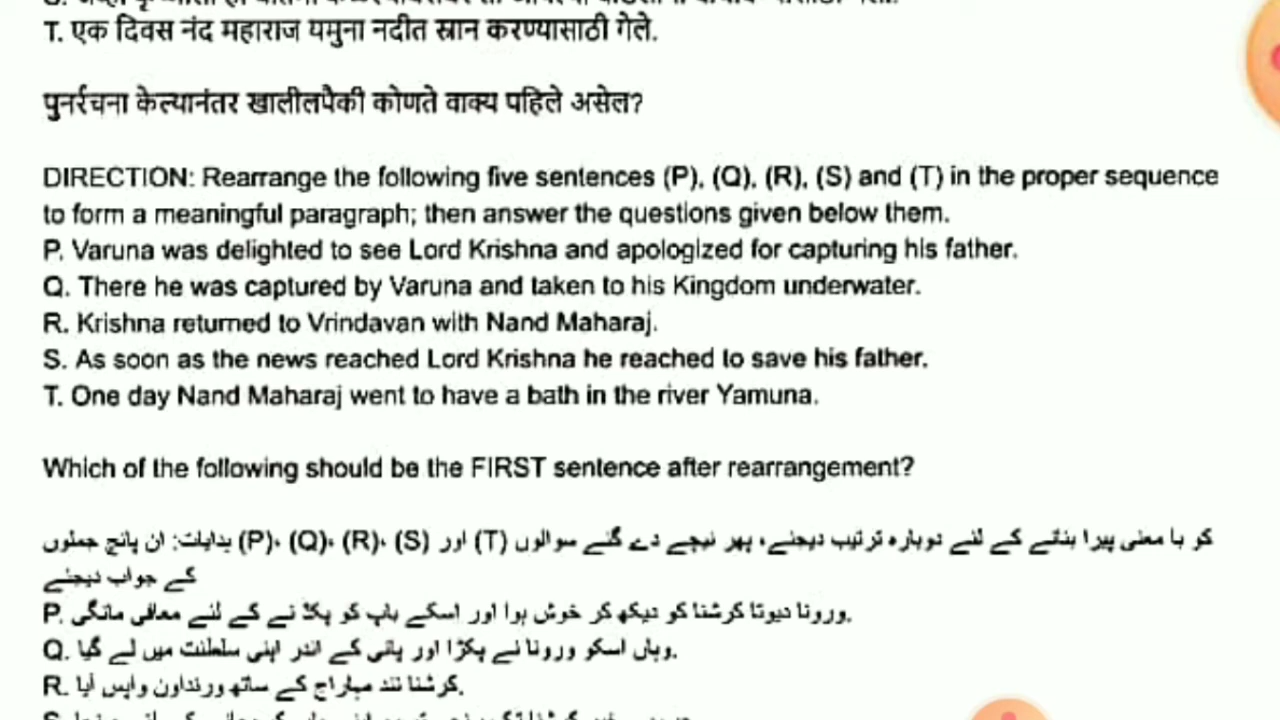 T. एक दिवस नंद महाराज यमुना नदीत स्नान करण्यासाठी गेले.
पुनर्रचना केल्यानंतर खालीलपैकी कोणते वाक्य पहिले असेल?
DIRECTION: Rearrange the following five sentences (P), (Q), (R), (S) and (T) in the proper sequence
to form a meaningful paragraph; then answer the questions given below them.
P. Varuna was delighted to see Lord Krishna and apologized for capturing his father.
Q. There he was captured by Varuna and taken to his Kingdom underwater.
R. Krishna returned to Vrindavan with Nand Maharaj.
S. As soon as the news reached Lord Krishna he reached to save his father.
T. One day Nand Maharaj went to have a bath in the river Yamuna.
Which of the following should be the FIRST sentence after rearrangement?
کو با معنی پیرا بنانے کے لئے دوبارہ ترتیب دیجئے، پھر نیچے دے گئے سوالوں (T) اور (S) ،(R) ،(Q) ،(P) ہدایات: ان پانچ جملوں
کے جواب دیجئے
P. ورونا دیوتا کرشنا کو دیکھ کر خوش ہوا اور اسکے باپ کو پکڑ نے کے لئے معافی مانگی.
Q. وہاں اسکو ورونا نے پکڑا اور پانی کے اندر اپنی سلطنت میں لے گیا.
R. کرشنا نند مہاراج کے ساتھ ورنداون واپس آیا.